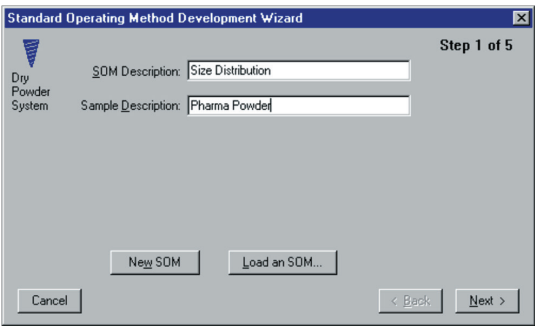 Standard Operating Method Development Wizard
Step 1 of 5
Dry
Powder
System
SOM Description: Size Distribution
Sample Description: Pharma Powder
New SOM Load an SOM...
Cancel < Back Next >